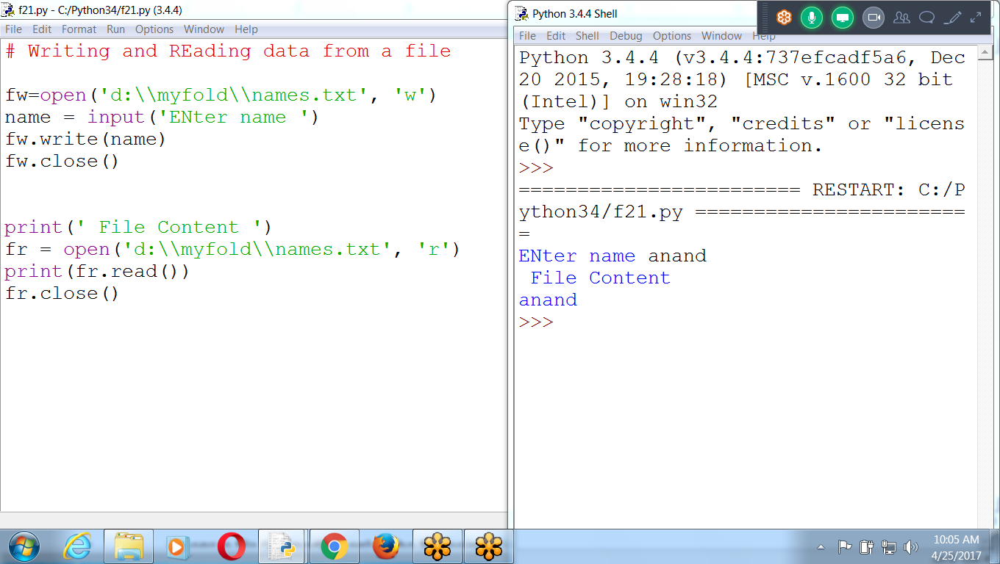 f21.py - C:/Python34/f21.py (3.4.4)
File Edit Format Run Options Window Help
# Writing and REading data from a file
fw=open('d:\\myfold\\names.txt', 'w')
name = input('ENter name ')
fw.write(name)
fw.close()
print(' File Content ')
fr = open('d:\\myfold\\names.txt', 'r')
print(fr.read())
fr.close()
Python 3.4.4 Shell
File Edit Shell Debug Options Window Help
Python 3.4.4 (v3.4.4:737efcadf5a6, Dec
20 2015, 19:28:18) [MSC v.1600 32 bit
(Intel)] on win32
Type "copyright", "credits" or "licens
e()" for more information.
>>>
======================== RESTART: C:/P
ython34/f21.py =======================
=
ENter name anand
 File Content
anand
>>>
10:05 AM
4/25/2017